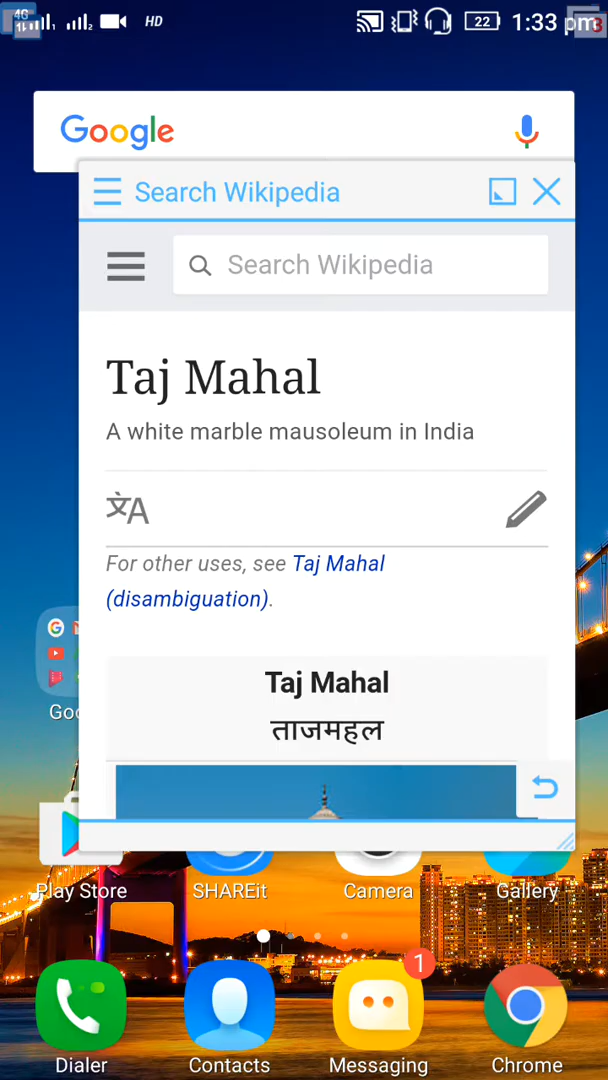 4G HD 22 1:33 pm 3
Google
Search Wikipedia
Search Wikipedia
Taj Mahal
A white marble mausoleum in India
For other uses, see Taj Mahal
(disambiguation).
Taj Mahal
ताजमहल
Goo
Play Store SHAREit Camera Gallery
1
Dialer Contacts Messaging Chrome